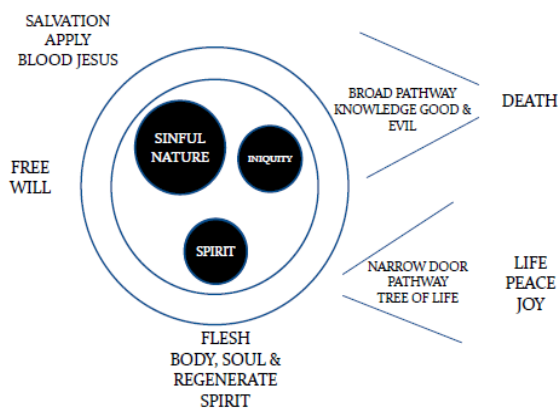 SALVATION
APPLY
BLOOD JESUS
FREE
WILL
SINFUL
NATURE
INIQUITY
SPIRIT
FLESH
BODY, SOUL &
REGENERATE
SPIRIT
BROAD PATHWAY
KNOWLEDGE GOOD &
EVIL
DEATH
NARROW DOOR
PATHWAY
TREE OF LIFE
LIFE
PEACE
JOY